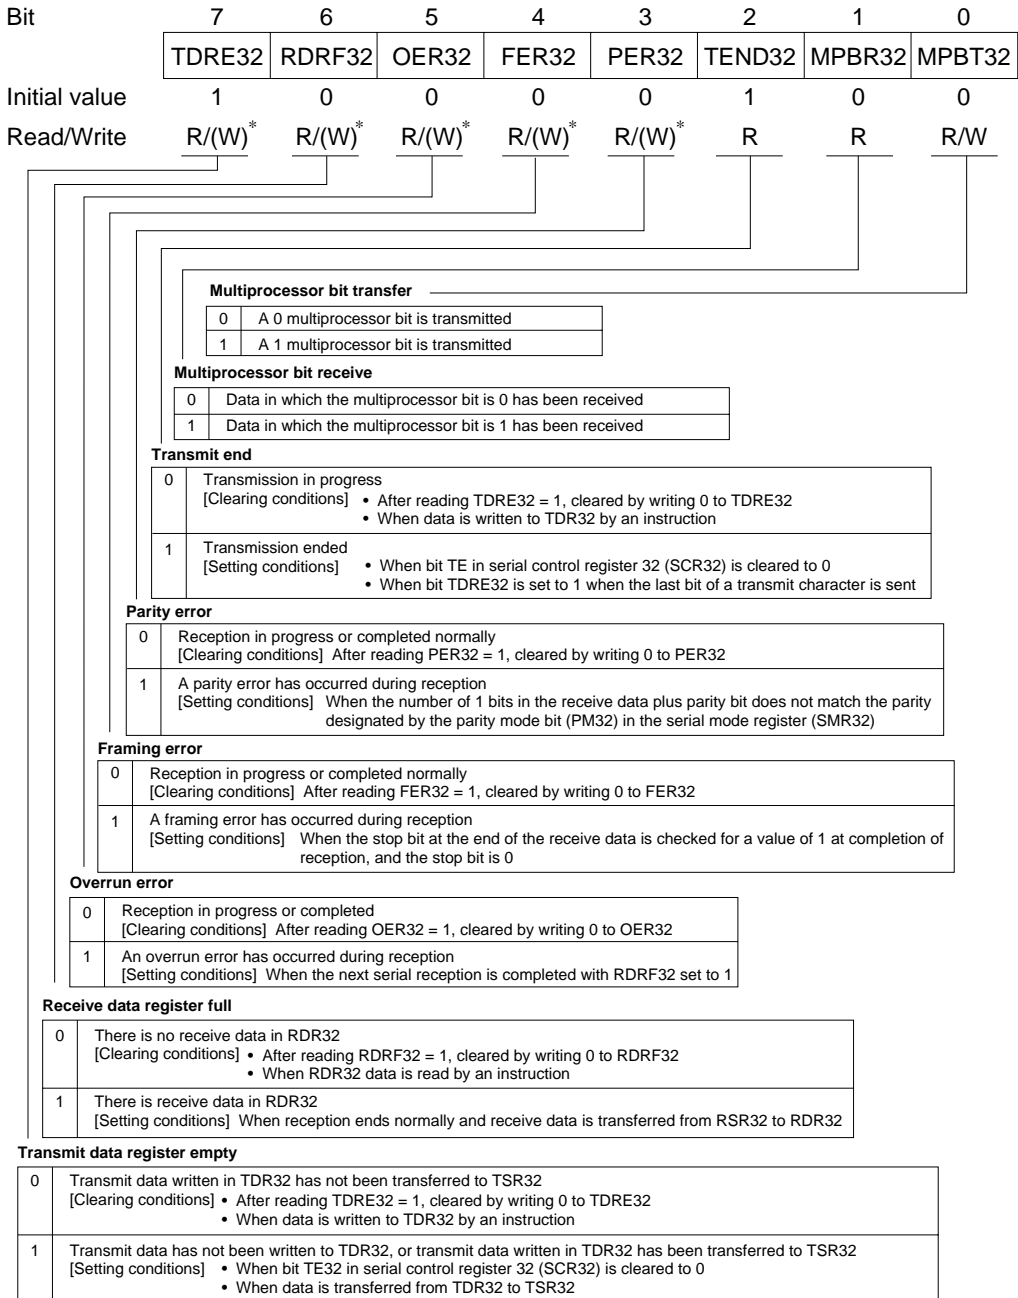 Bit 7 6 5 4 3 2 1 0
TDRE32 RDRF32 OER32 FER32 PER32 TEND32 MPBR32 MPBT32
Initial value 1 0 0 0 0 1 0 0
Read/Write R/(W)* R/(W)* R/(W)* R/(W)* R/(W)* R R R/W
Multiprocessor bit transfer
0 A 0 multiprocessor bit is transmitted
1 A 1 multiprocessor bit is transmitted
Multiprocessor bit receive
0 Data in which the multiprocessor bit is 0 has been received
1 Data in which the multiprocessor bit is 1 has been received
Transmit end
0 Transmission in progress
[Clearing conditions] • After reading TDRE32 = 1, cleared by writing 0 to TDRE32
• When data is written to TDR32 by an instruction
1 Transmission ended
[Setting conditions] • When bit TE in serial control register 32 (SCR32) is cleared to 0
• When bit TDRE32 is set to 1 when the last bit of a transmit character is sent
Parity error
0 Reception in progress or completed normally
[Clearing conditions] After reading PER32 = 1, cleared by writing 0 to PER32
1 A parity error has occurred during reception
[Setting conditions] When the number of 1 bits in the receive data plus parity bit does not match the parity
designated by the parity mode bit (PM32) in the serial mode register (SMR32)
Framing error
0 Reception in progress or completed normally
[Clearing conditions] After reading FER32 = 1, cleared by writing 0 to FER32
1 A framing error has occurred during reception
[Setting conditions] When the stop bit at the end of the receive data is checked for a value of 1 at completion of
reception, and the stop bit is 0
Overrun error
0 Reception in progress or completed
[Clearing conditions] After reading OER32 = 1, cleared by writing 0 to OER32
1 An overrun error has occurred during reception
[Setting conditions] When the next serial reception is completed with RDRF32 set to 1
Receive data register full
0 There is no receive data in RDR32
[Clearing conditions] • After reading RDRF32 = 1, cleared by writing 0 to RDRF32
• When RDR32 data is read by an instruction
1 There is receive data in RDR32
[Setting conditions] When reception ends normally and receive data is transferred from RSR32 to RDR32
Transmit data register empty
0 Transmit data written in TDR32 has not been transferred to TSR32
[Clearing conditions] • After reading TDRE32 = 1, cleared by writing 0 to TDRE32
• When data is written to TDR32 by an instruction
1 Transmit data has not been written to TDR32, or transmit data written in TDR32 has been transferred to TSR32
[Setting conditions] • When bit TE32 in serial control register 32 (SCR32) is cleared to 0
• When data is transferred from TDR32 to TSR32